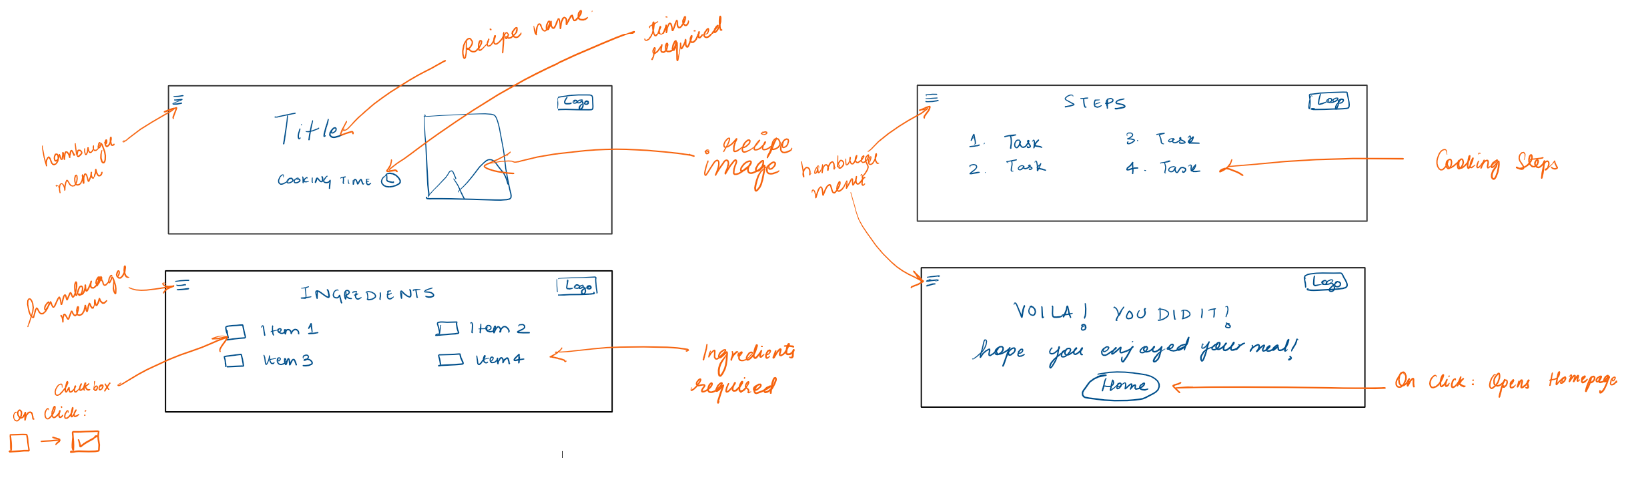 Recipe name
time
required
hamburger
menu
Logo
Title
COOKING TIME
recipe
image
hamburger
menu
Logo
INGREDIENTS
Item 1
Item 2
Item 3
Item 4
Checkbox
On Click:
Ingredients
required
hamburger
menu
Logo
STEPS
1. Task
3. Task
2. Task
4. Task
Cooking Steps
Logo
VOILA! YOU DID IT!
hope you enjoyed your meal!
Home
On Click: Opens Homepage